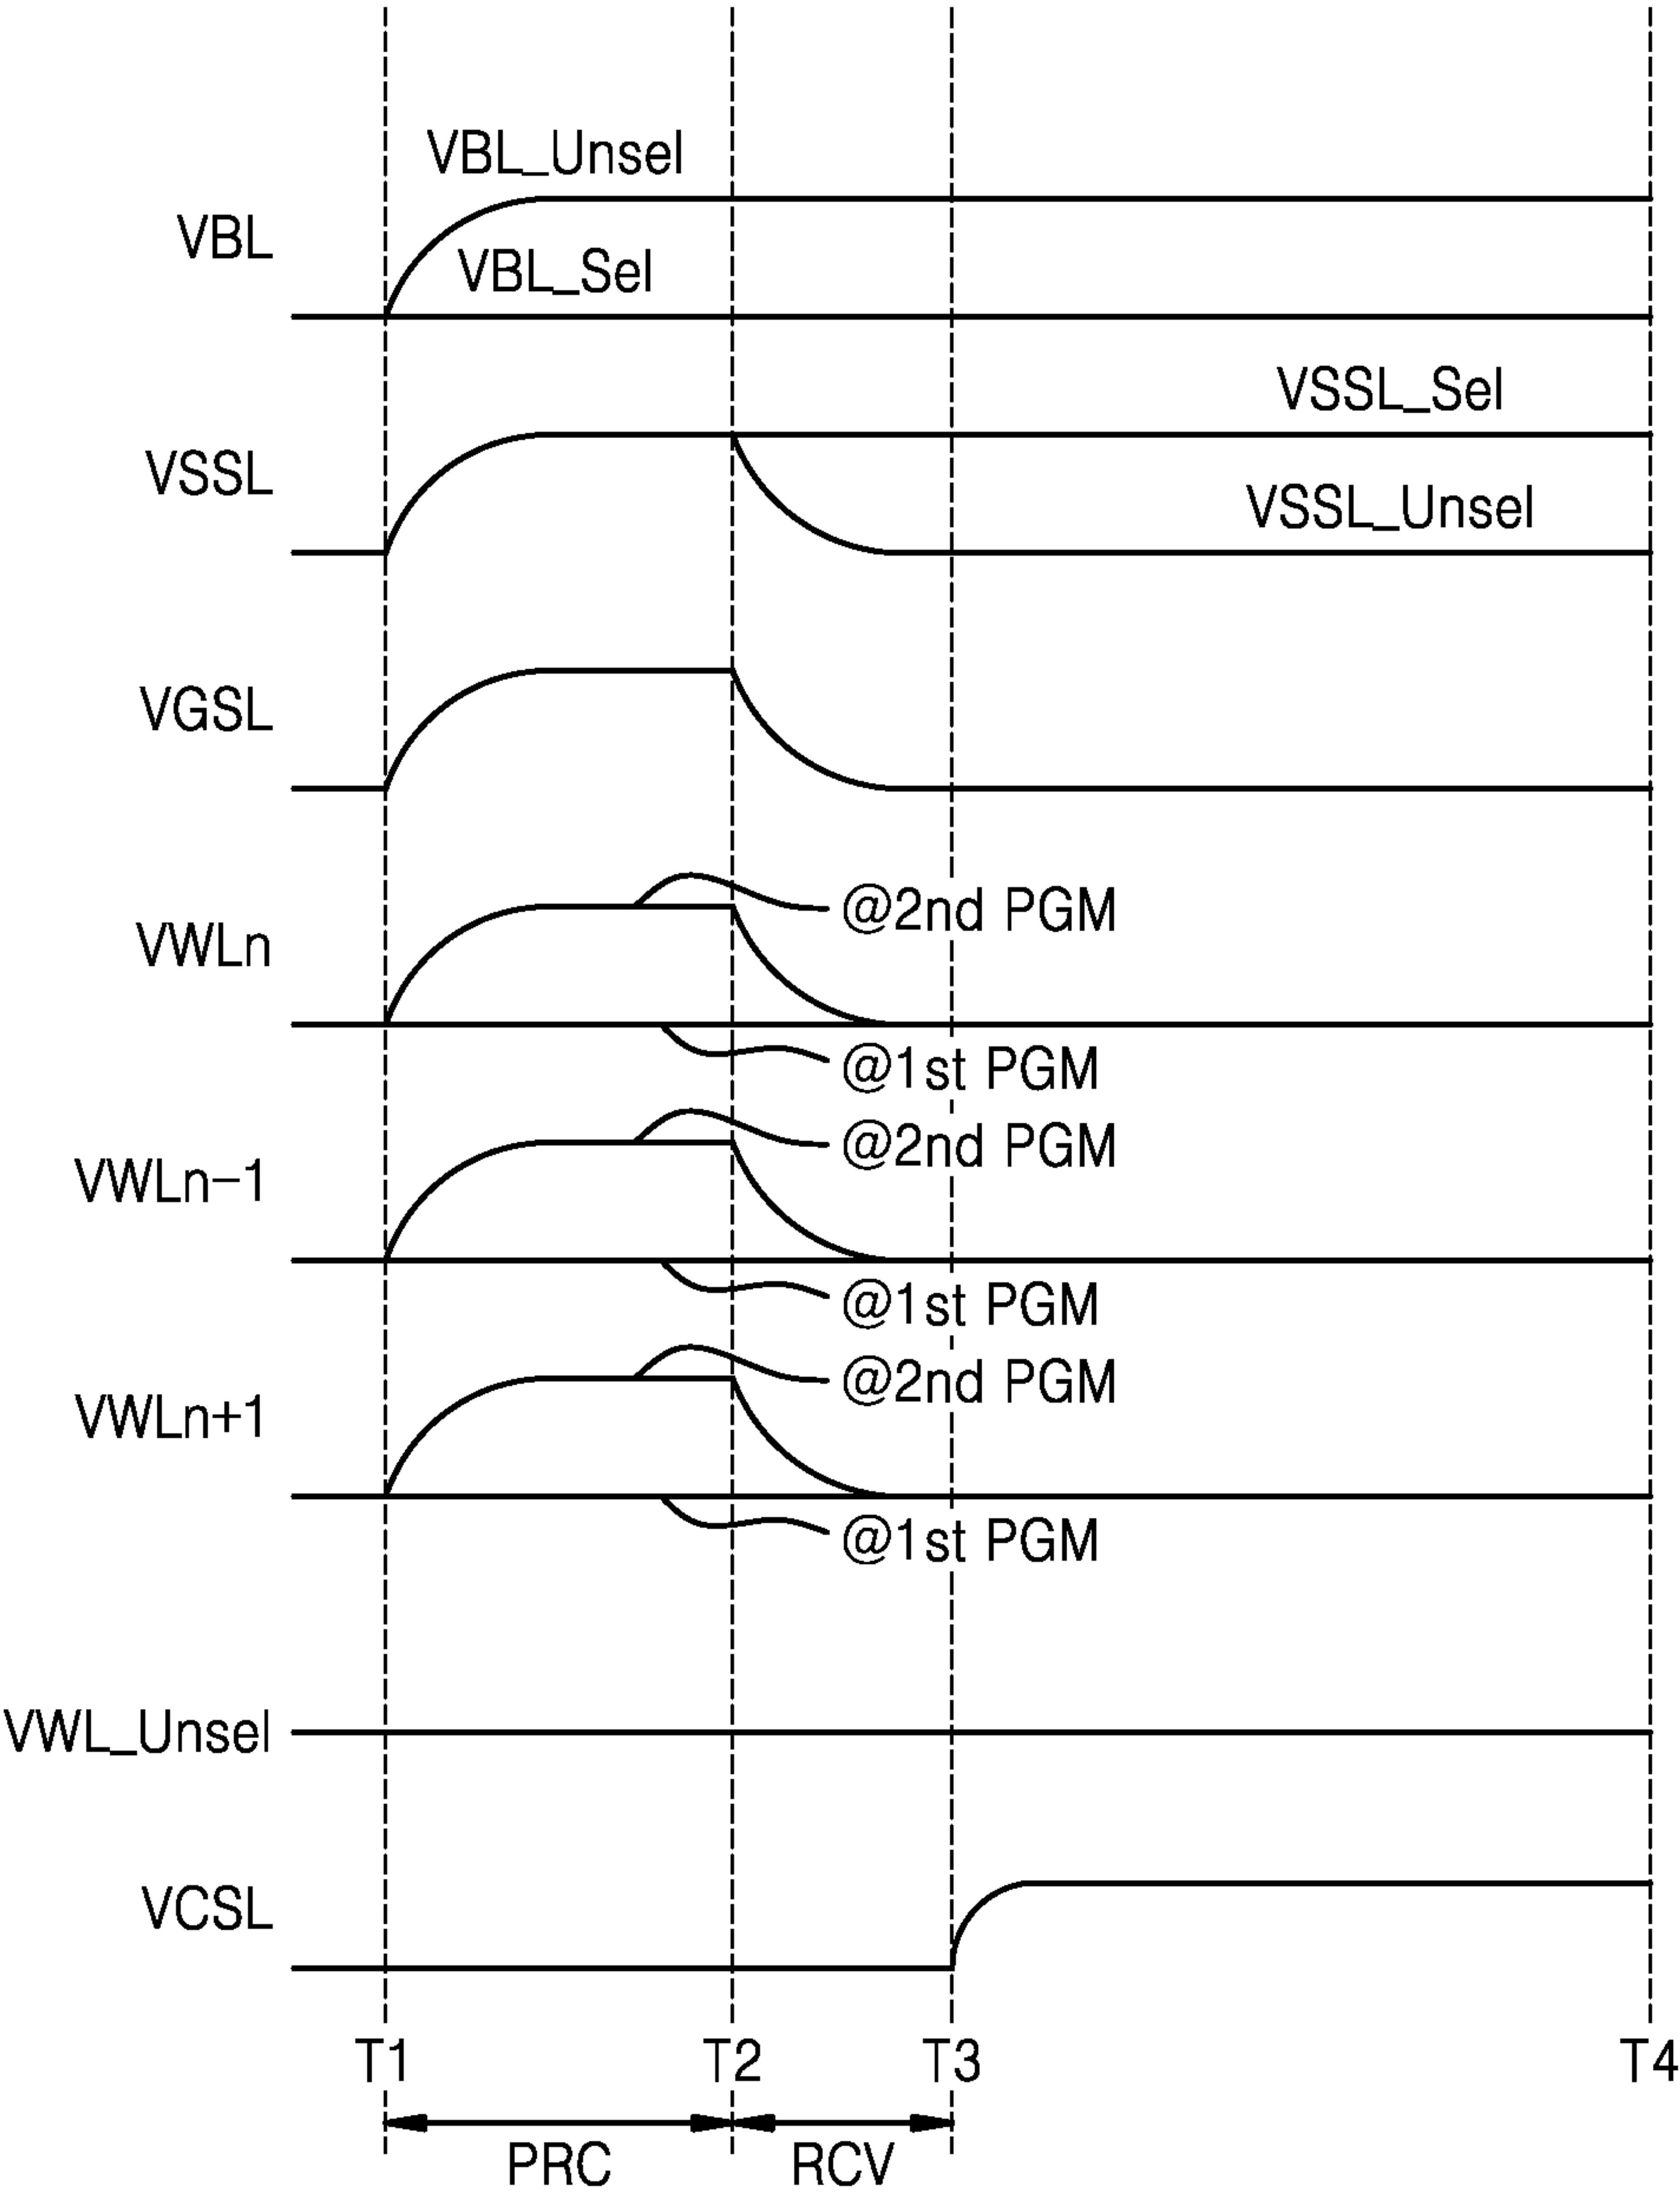 VBL_Unsel
VBL
VBL_Sel
VSSL_Sel
VSSL
VSSL_Unsel
VGSL
@2nd PGM
VWLn
@1st PGM
@2nd PGM
VWLn-1
@1st PGM
@2nd PGM
VWLn+1
@1st PGM
VWL_Unsel
VCSL
T1 T2 T3 T4
PRC RCV